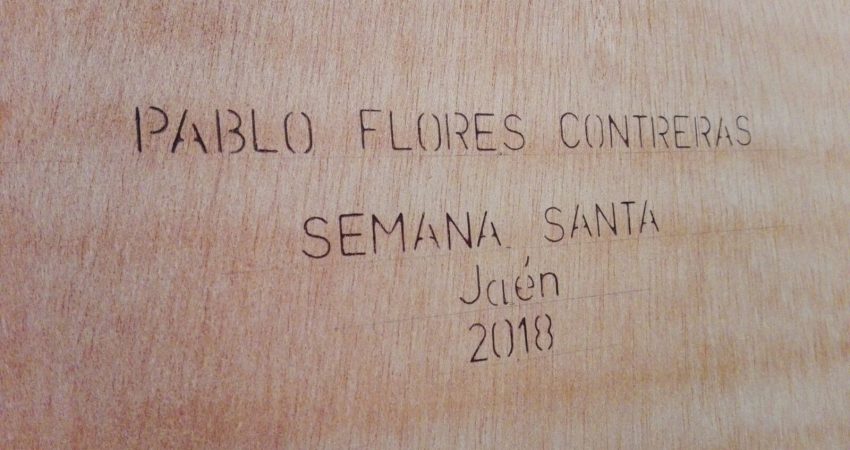 PABLO FLORES CONTRERAS
SEMANA SANTA
Jaén
2018